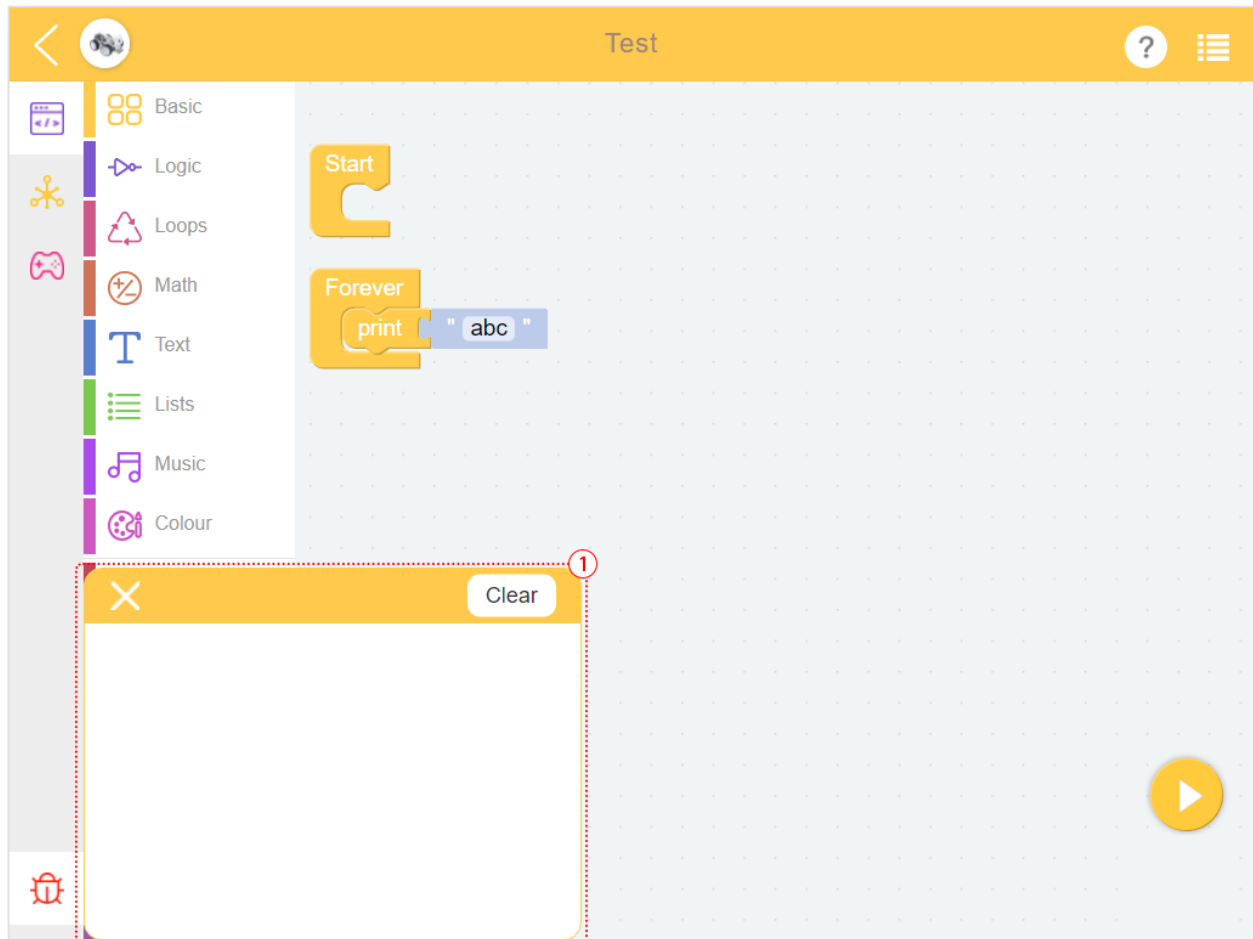 Test
?
Basic
Logic
Loops
Math
Text
Lists
Music
Colour
Start
Forever
print " abc "
1
Clear